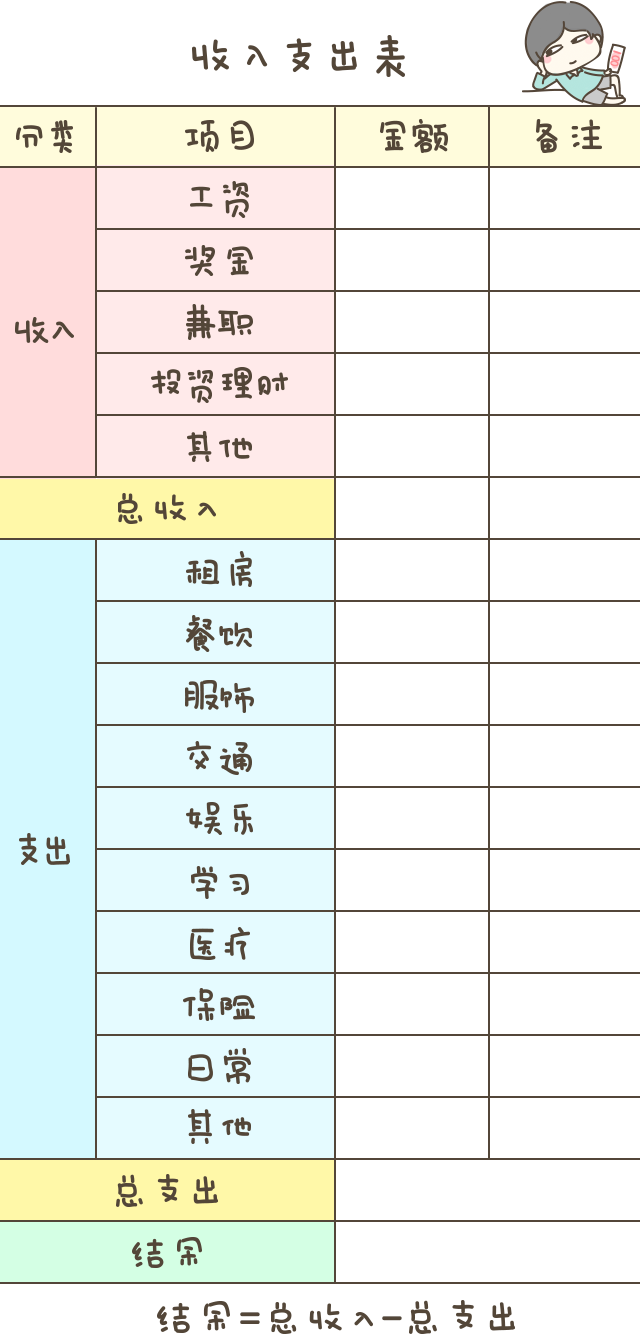 收入支出表
100
分类 项目 金额 备注
工资
奖金
兼职
收入
投资理财
其他
总收入
租房
餐饮
服饰
交通
娱乐
支出
学习
医疗
保险
日常
其他
总支出
结余
结余=总收入-总支出